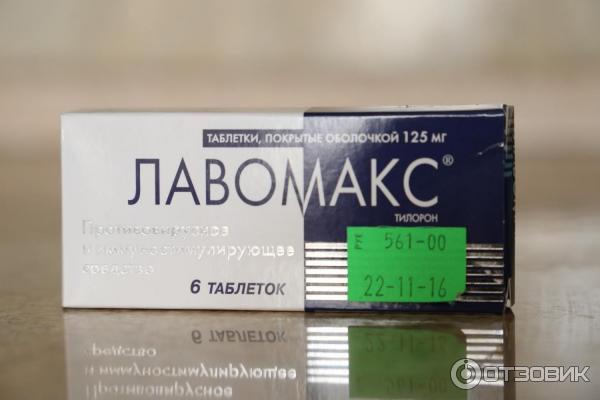 ТАБЛЕТКИ, ПОКРЫТЫЕ ОБОЛОЧКОЙ 125 МГ
ЛАВОМАКС®
ТИЛОРОН
Противовирусное
и иммуностимулирующее
средство
6 ТАБЛЕТОК
561-00
22-11-16
ОТЗОВИК